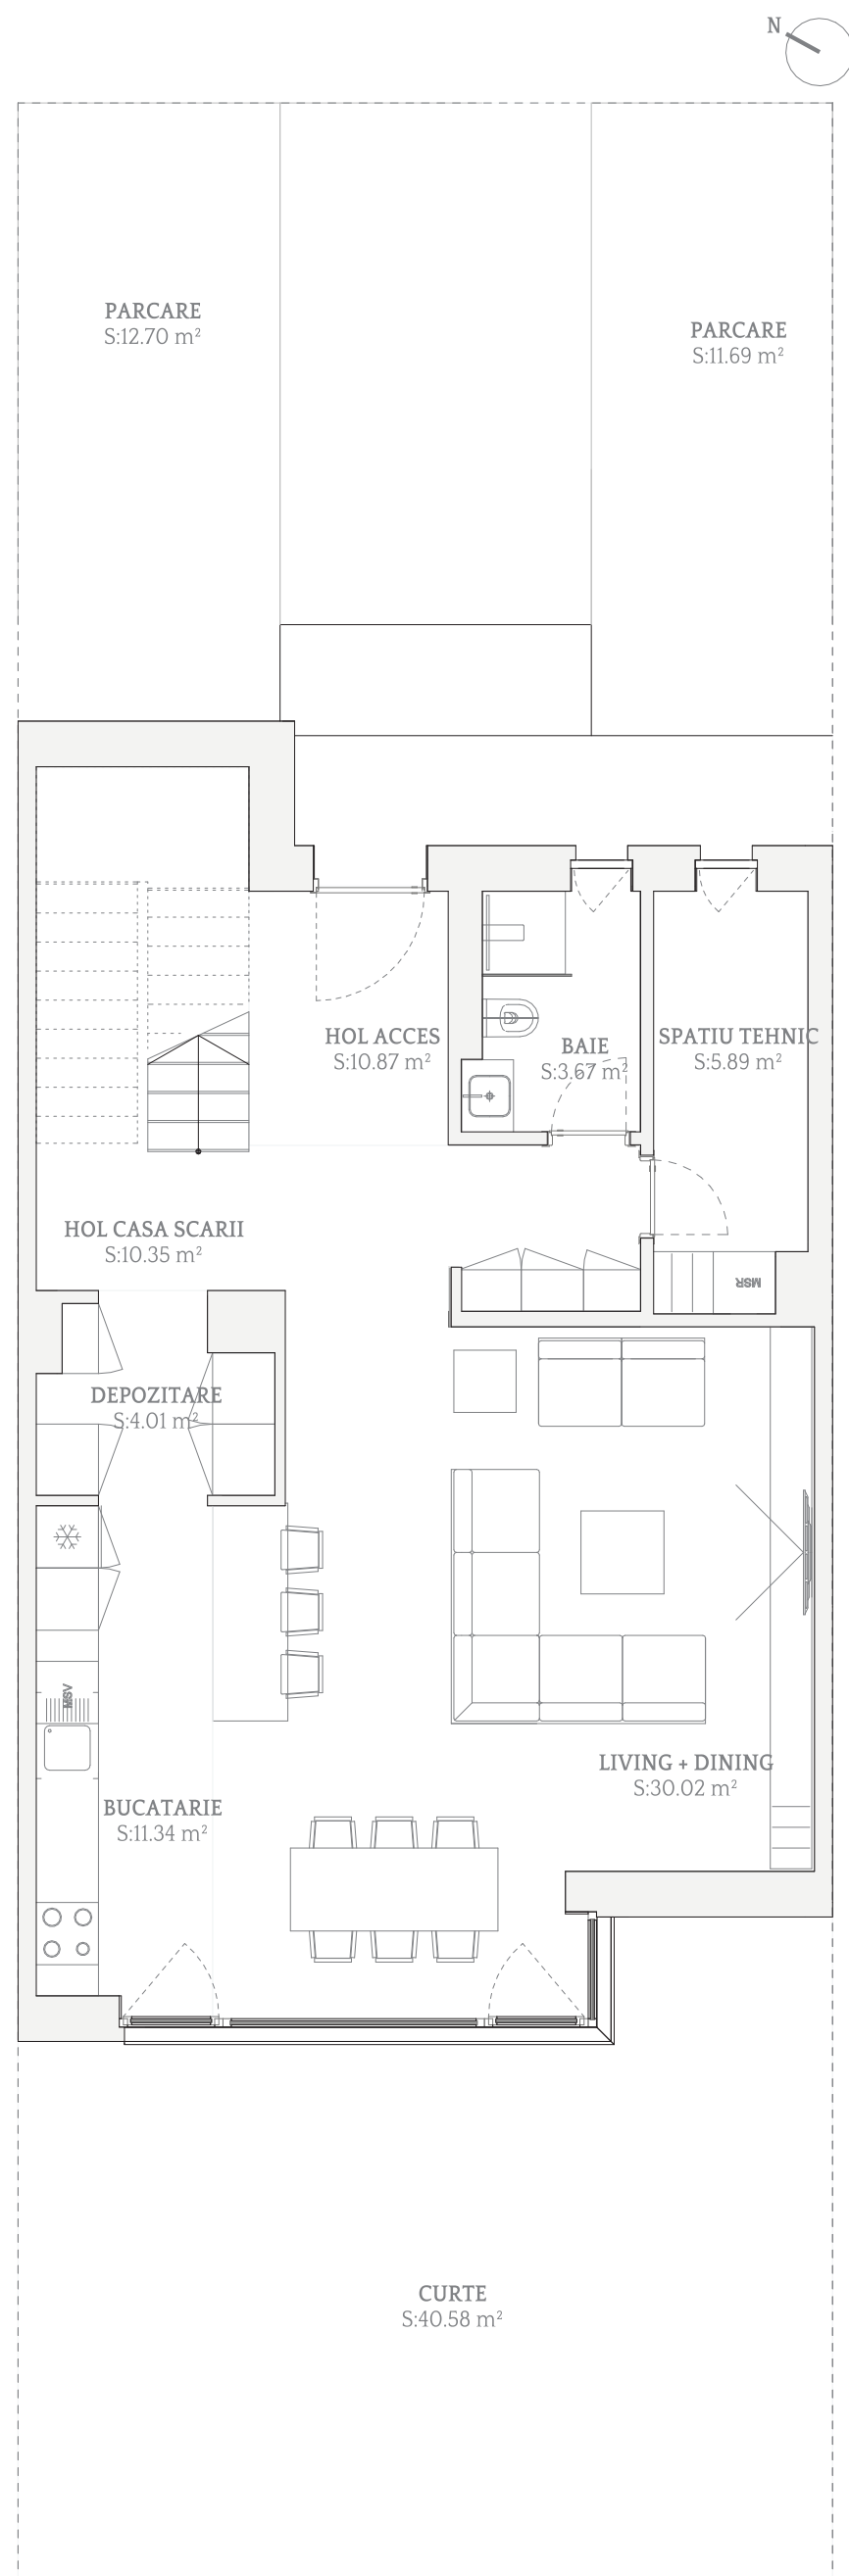 N
PARCARE
S:12.70 m²
PARCARE
S:11.69 m²
HOL ACCES
S:10.87 m²
BAIE
S:3.67 m²
SPATIU TEHNIC
S:5.89 m²
HOL CASA SCARII
S:10.35 m²
MSR
DEPOZITARE
S:4.01 m²
MSV
LIVING + DINING
S:30.02 m²
BUCATARIE
S:11.34 m²
CURTE
S:40.58 m²